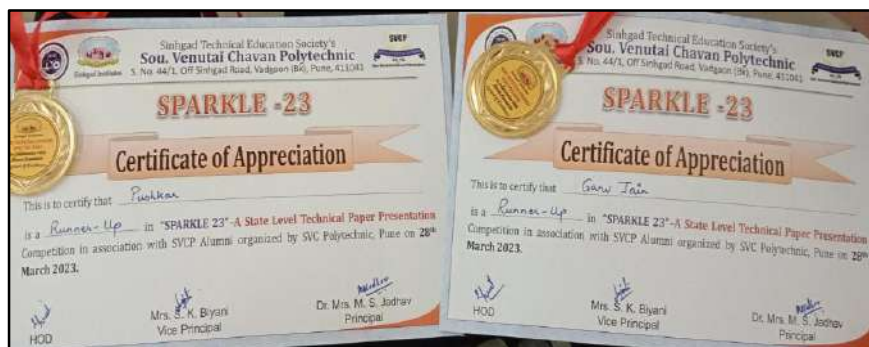 Sinhgad Technical Education Society's
SVCP
Sou. Venutai Chavan Polytechnic
Sinhgad Institutes
S. No. 44/1, Off Sinhgad Road, Vadgaon (Bk), Pune, 411041
SPARKLE -23
Certificate of Appreciation
This is to certify that Pushkar
is a Runner-Up in "SPARKLE 23"-A State Level Technical Paper Presentation
Competition in association with SVCP Alumni organized by SVC Polytechnic, Pune on 28th
March 2023.
HOD
Mrs. S. K. Biyani
Vice Principal
Dr. Mrs. M. S. Jadhav
Principal
Sinhgad Technical Education Society's
SVCP
Sou. Venutai Chavan Polytechnic
S. No. 44/1, Off Sinhgad Road, Vadgaon (Bk), Pune, 411041
SPARKLE -23
Certificate of Appreciation
This is to certify that Garv Jain
is a Runner-Up in "SPARKLE 23"-A State Level Technical Paper Presentation
Competition in association with SVCP Alumni organized by SVC Polytechnic, Pune on 28th
March 2023.
HOD
Mrs. S. K. Biyani
Vice Principal
Dr. Mrs. M. S. Jadhav
Principal